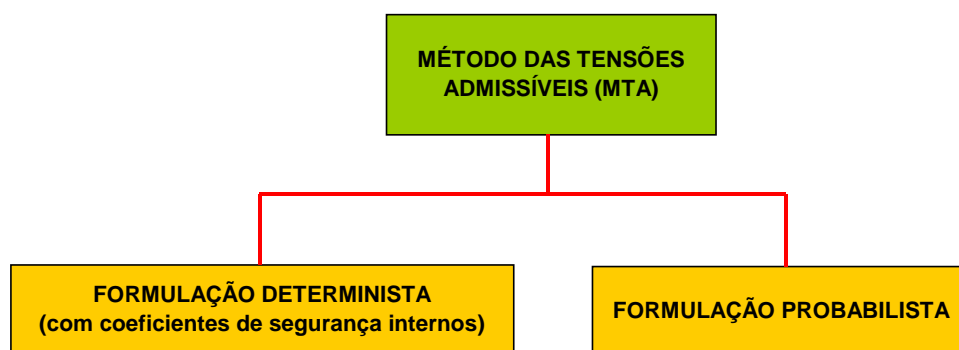 MÉTODO DAS TENSÕES
ADMISSÍVEIS (MTA)
FORMULAÇÃO DETERMINISTA
(com coeficientes de segurança internos)
FORMULAÇÃO PROBABILISTA